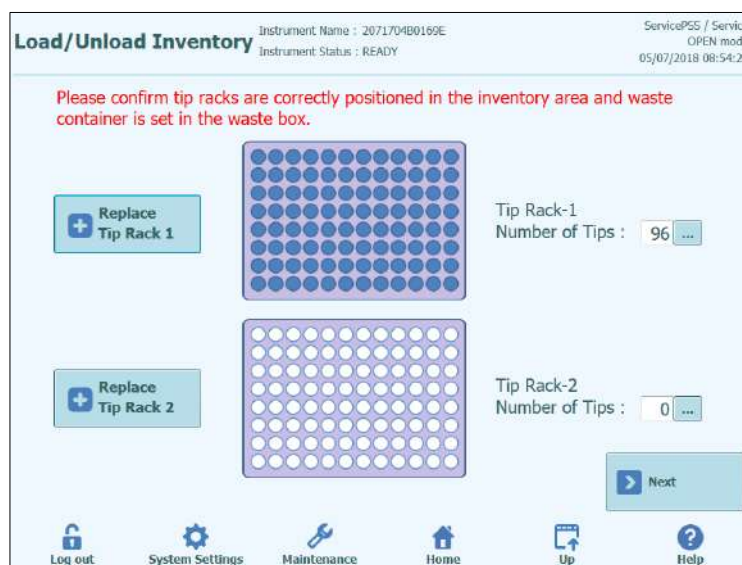 Load/Unload Inventory
Instrument Name : 2071704B0169E
Instrument Status : READY
ServicePSS / Servic
OPEN mod
05/07/2018 08:54:2
Please confirm tip racks are correctly positioned in the inventory area and waste
container is set in the waste box.
Replace
Tip Rack 1
Tip Rack-1
Number of Tips : 96 ...
Replace
Tip Rack 2
Tip Rack-2
Number of Tips : 0 ...
Next
Log out
System Settings
Maintenance
Home
Up
Help